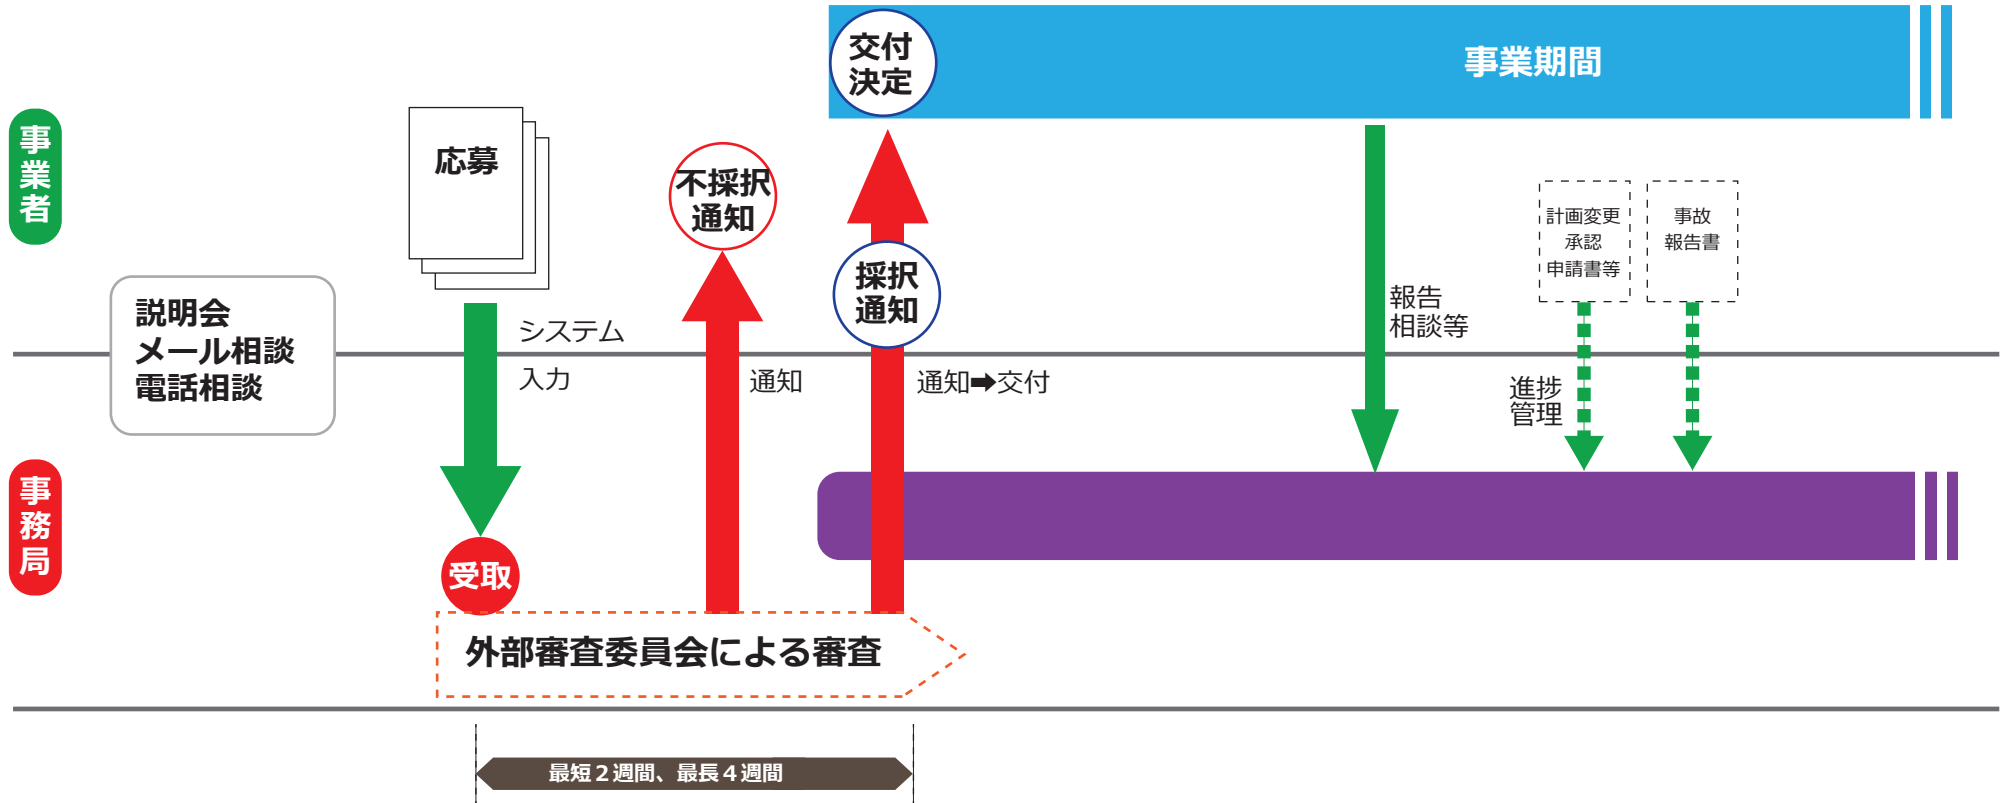 交付
決定
事業期間
事業者
応募
不採択
通知
採択
通知
計画変更
承認
申請書等
事故
報告書
説明会
メール相談
電話相談
システム
入力
通知
通知➡交付
報告
相談等
進捗
管理
事務局
受取
外部審査委員会による審査
最短２週間、最長４週間